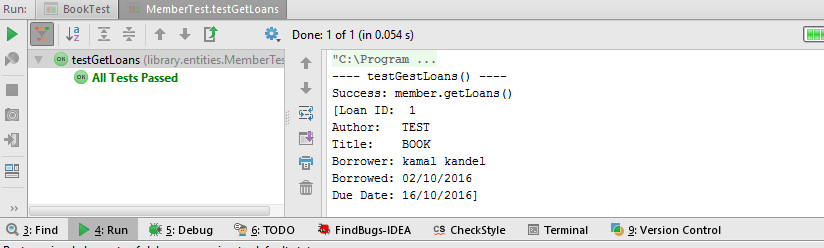 Run: BookTest MemberTest.testGetLoans
Done: 1 of 1 (in 0.054 s)
testGetLoans (library.entities.MemberTes
OK All Tests Passed
"C:\Program ...
---- testGestLoans() ----
Success: member.getLoans()
[Loan ID: 1
Author: TEST
Title: BOOK
Borrower: kamal kandel
Borrowed: 02/10/2016
Due Date: 16/10/2016]
3: Find 4: Run 5: Debug 6: TODO FindBugs-IDEA CS CheckStyle Terminal 9: Version Control